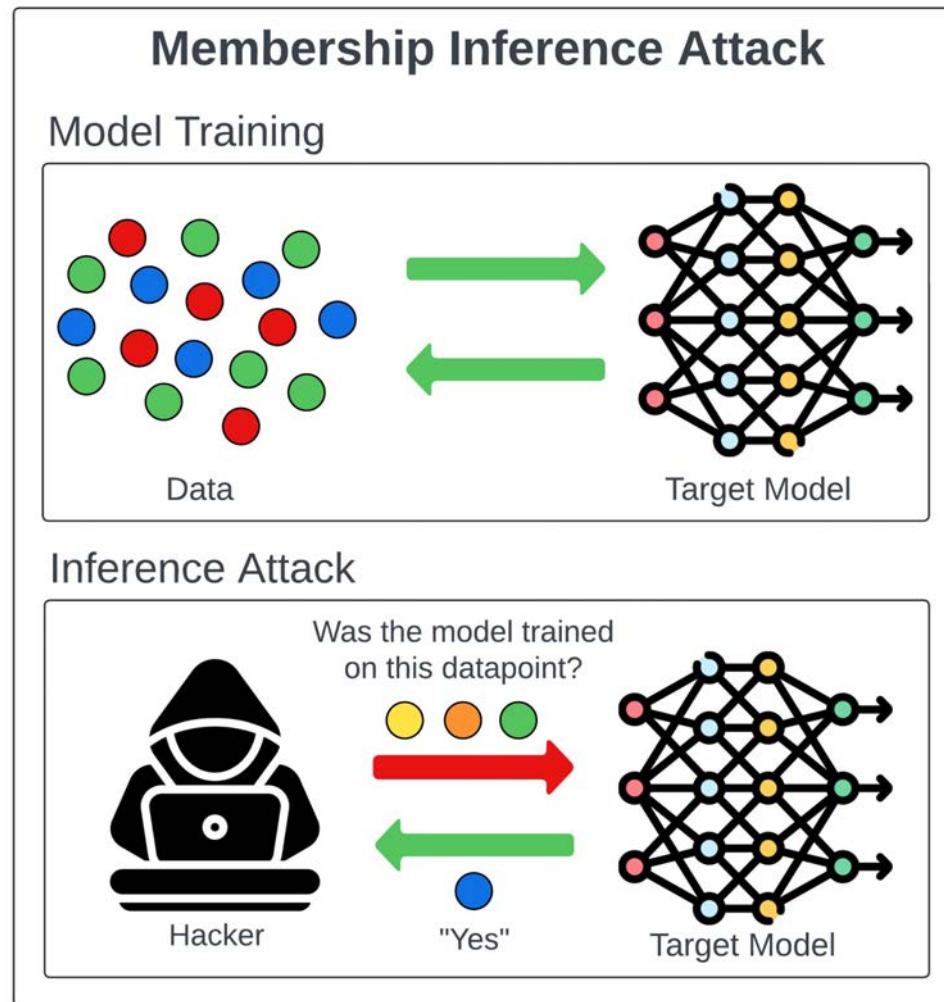 Membership Inference Attack
Model Training
Data
Target Model
Inference Attack
Was the model trained
on this datapoint?
Hacker
"Yes"
Target Model